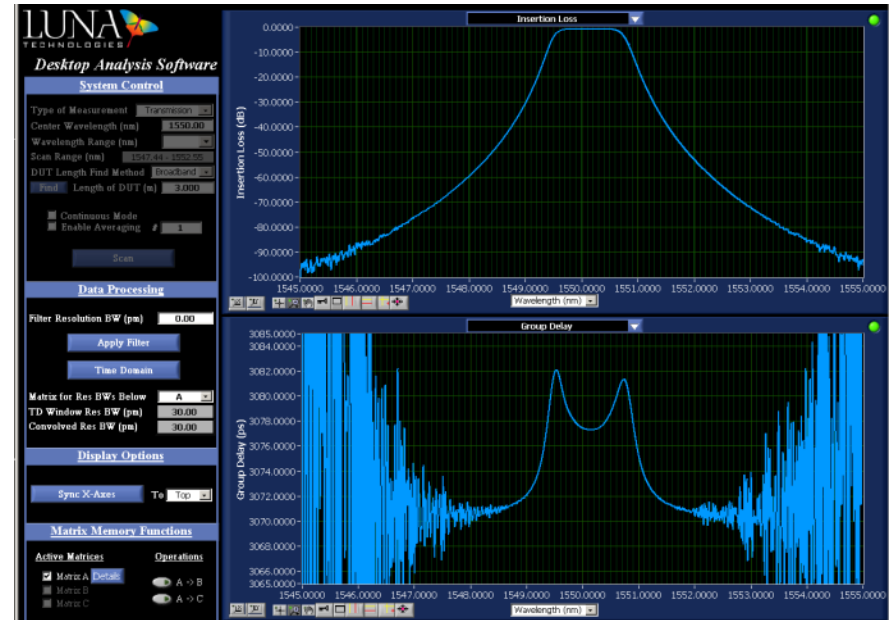 LUNA
TECHNOLOGIES
Desktop Analysis Software
System Control
Type of Measurement Transmission
Center Wavelength (nm) 1550.00
Wavelength Range (nm)
Scan Range (nm) 1547.44 - 1552.55
DUT Length Find Method Broadband
Find Length of DUT (m) 3.000
Continuous Mode
Enable Averaging # 1
Scan
Data Processing
Filter Resolution BW (pm) 0.00
Apply Filter
Time Domain
Matrix for Res BWs Below A
TD Window Res BW (pm) 30.00
Convolved Res BW (pm) 30.00
Display Options
Sync X-Axes To Top
Matrix Memory Functions
Active Matrices Operations
Matrix A Details A -> B
Matrix B
Matrix C A -> C
Insertion Loss
Insertion Loss (dB)
0.0000
-10.0000
-20.0000
-30.0000
-40.0000
-50.0000
-60.0000
-70.0000
-80.0000
-90.0000
-100.0000
1545.0000 1546.0000 1547.0000 1548.0000 1549.0000 1550.0000 1551.0000 1552.0000 1553.0000 1554.0000 1555.0000
Wavelength (nm)
Group Delay
Group Delay (ps)
3085.0000
3084.0000
3082.0000
3080.0000
3078.0000
3076.0000
3074.0000
3072.0000
3070.0000
3068.0000
3066.0000
3065.0000
1545.0000 1546.0000 1547.0000 1548.0000 1549.0000 1550.0000 1551.0000 1552.0000 1553.0000 1554.0000 1555.0000
Wavelength (nm)